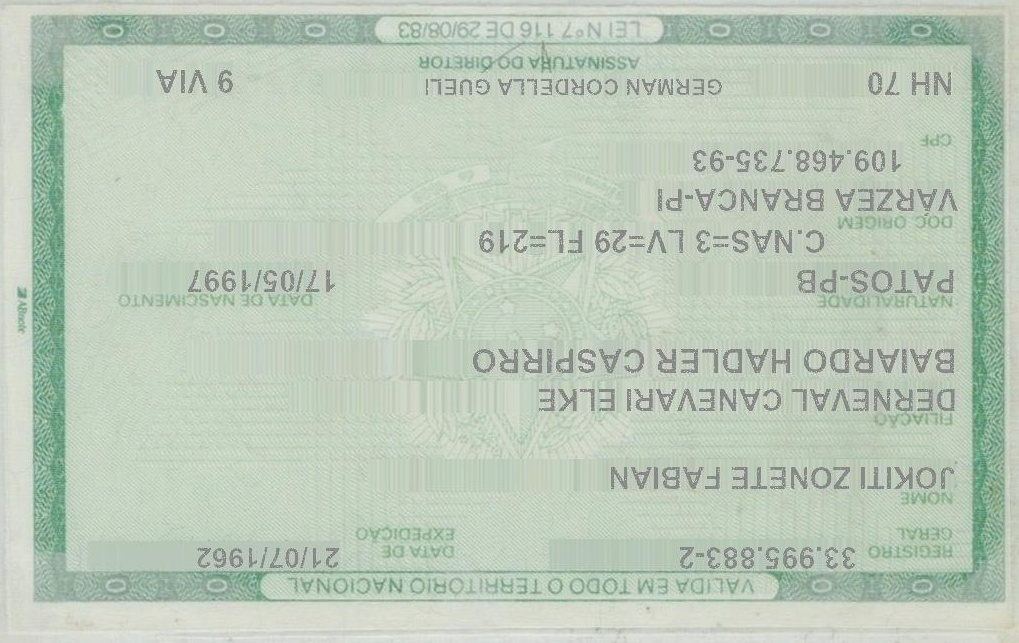 VÁLIDA EM TODO O TERRITÓRIO NACIONAL
REGISTRO GERAL 33.995.883-2 DATA DE EXPEDIÇÃO 21/07/1962
NOME
JOKITI ZONETE FABIAN
FILIAÇÃO
DERNEVAL CANEVARI ELKE
BAIARDO HADLER CASPIRRO
NATURALIDADE DATA DE NASCIMENTO
PATOS-PB 17/05/1997
C.NAS=3 LV=29 FL=219
DOC. ORIGEM
VARZEA BRANCA-PI
109.468.735-93
CPF
NH 70 GERMAN CORDELLA GUELI 9 VIA
ASSINATURA DO DIRETOR
LEI Nº 7.116 DE 29/08/83